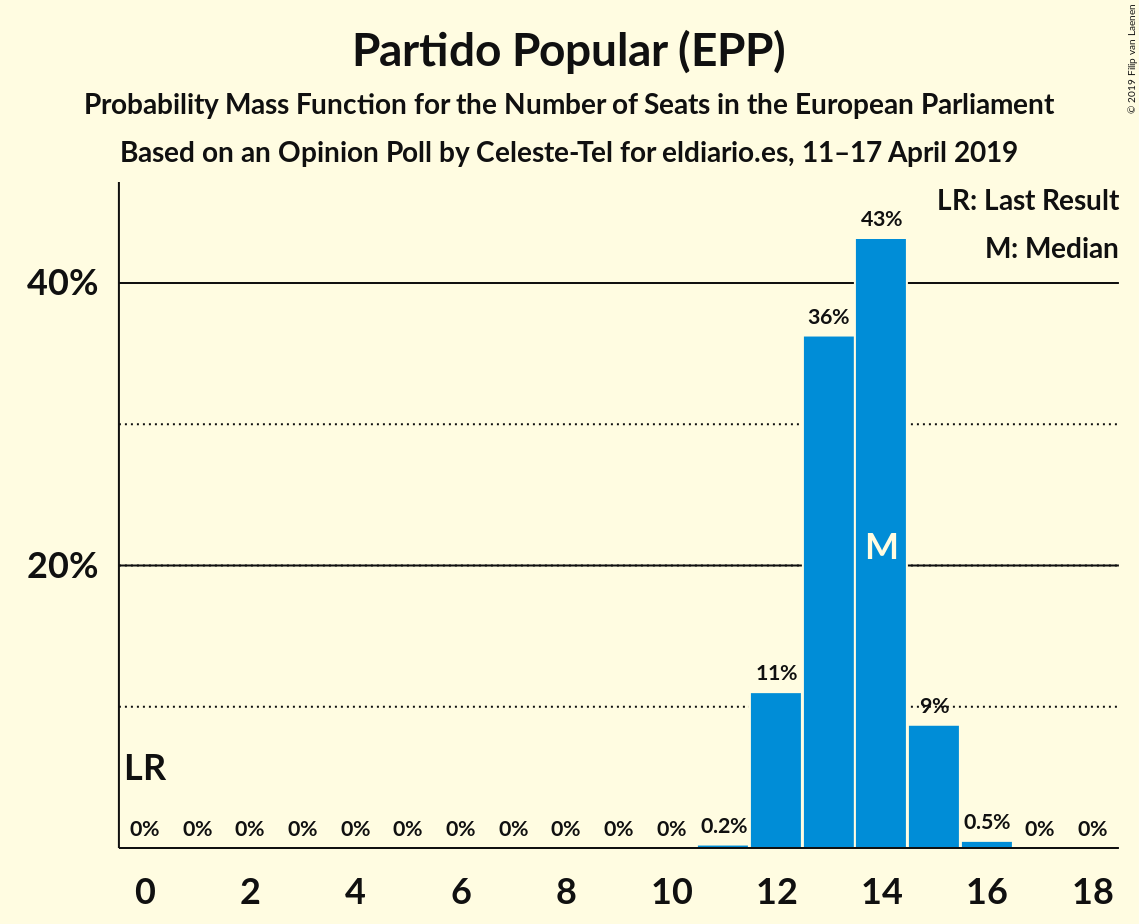 Partido Popular (EPP)
Probability Mass Function for the Number of Seats in the European Parliament
Based on an Opinion Poll by Celeste-Tel for eldiario.es, 11–17 April 2019
© 2019 Filip van Laenen
LR: Last Result
M: Median
43%
40%
36%
M
20%
11%
9%
LR
0% 0% 0% 0% 0% 0% 0% 0% 0% 0% 0% 0.2% 0.5% 0% 0%
0 2 4 6 8 10 12 14 16 18